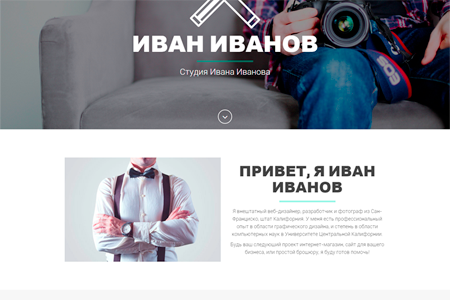 ИВАН ИВАНОВ
Студия Ивана Иванова
ПРИВЕТ, Я ИВАН
ИВАНОВ
Я внештатный веб-дизайнер, разработчик и фотограф из Сан-
Франциско, штат Калифорния. У меня есть профессиональный
опыт в области графического дизайна, и степень в области
компьютерных наук в Университете Центральной Калифорнии.
Будь ваш следующий проект интернет-магазин, сайт для вашего
бизнеса, или простой брошюру, я буду готов помочь!